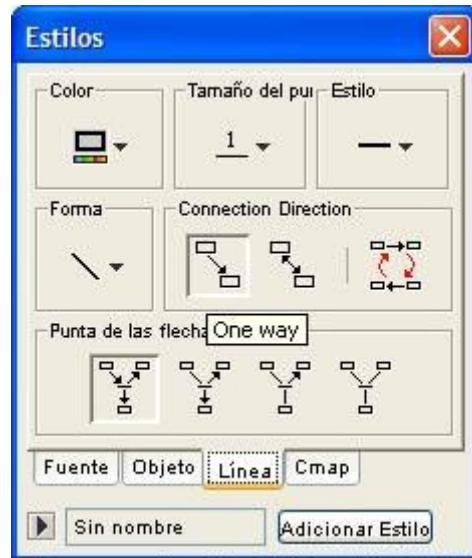 Estilos
Color
Tamaño del pu
Estilo
1
Forma
Connection Direction
Punta de las flecha
One way
Fuente
Objeto
Línea
Cmap
Sin nombre
Adicionar Estilo